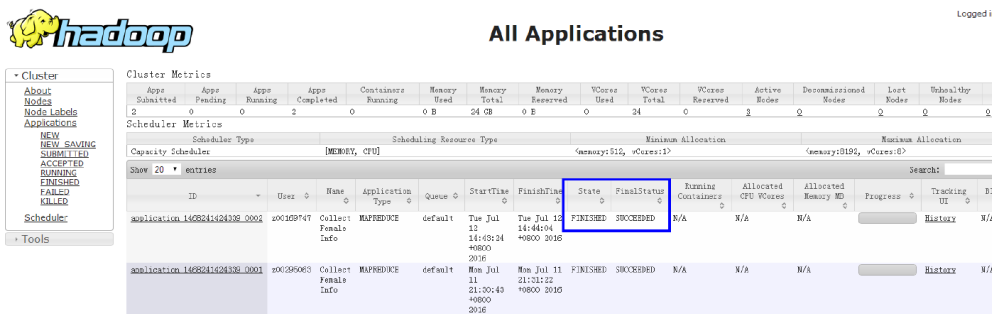 hadoop
All Applications
Logged i
Cluster
About
Nodes
Node Labels
Applications
NEW
NEW_SAVING
SUBMITTED
ACCEPTED
RUNNING
FINISHED
FAILED
KILLED
Scheduler
Tools
Cluster Metrics
Apps Submitted Apps Pending Apps Running Apps Completed Containers Running Memory Used Memory Total Memory Reserved VCores Used VCores Total VCores Reserved Active Nodes Decommissioned Nodes Lost Nodes Unhealthy Nodes
2 0 0 2 0 0 B 24 GB 0 B 0 24 0 3 0 0 0 0
Scheduler Metrics
Scheduler Type Scheduling Resource Type Minimum Allocation Maximum Allocation
Capacity Scheduler [MEMORY, CPU] <memory:512, vCores:1> <memory:8192, vCores:8>
Show 20 entries Search:
ID User Name Application Type Queue StartTime FinishTime State FinalStatus Running Containers Allocated CPU VCores Allocated Memory MB Progress Tracking UI Bl
application_1468241424339_0002 z00169747 Collect MAPREDUCE default Tue Jul Tue Jul 12 FINISHED SUCCEEDED N/A N/A N/A History N/
Female 12 14:44:04
Info 14:43:24 +0800 2016
+0800
2016
application_1468241424339_0001 z00295063 Collect MAPREDUCE default Mon Jul Mon Jul 11 FINISHED SUCCEEDED N/A N/A N/A History N/
Female 11 21:31:22
Info 21:30:43 +0800 2016
+0800
2016